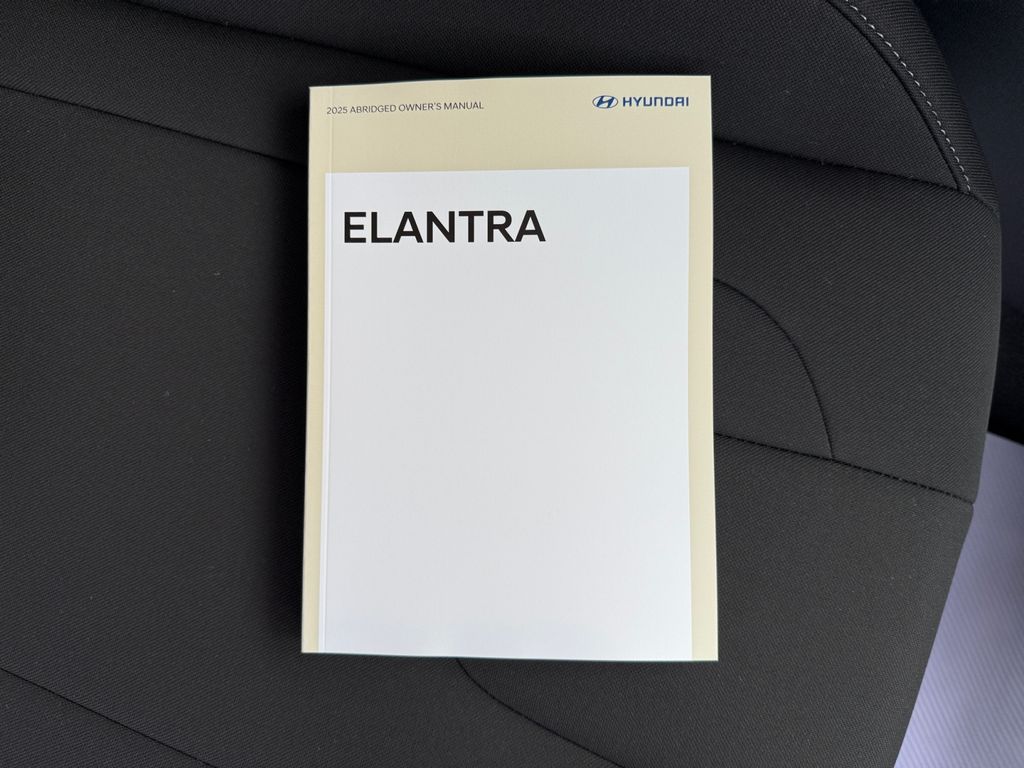 2025 ABRIDGED OWNER'S MANUAL
HYUNDAI
ELANTRA